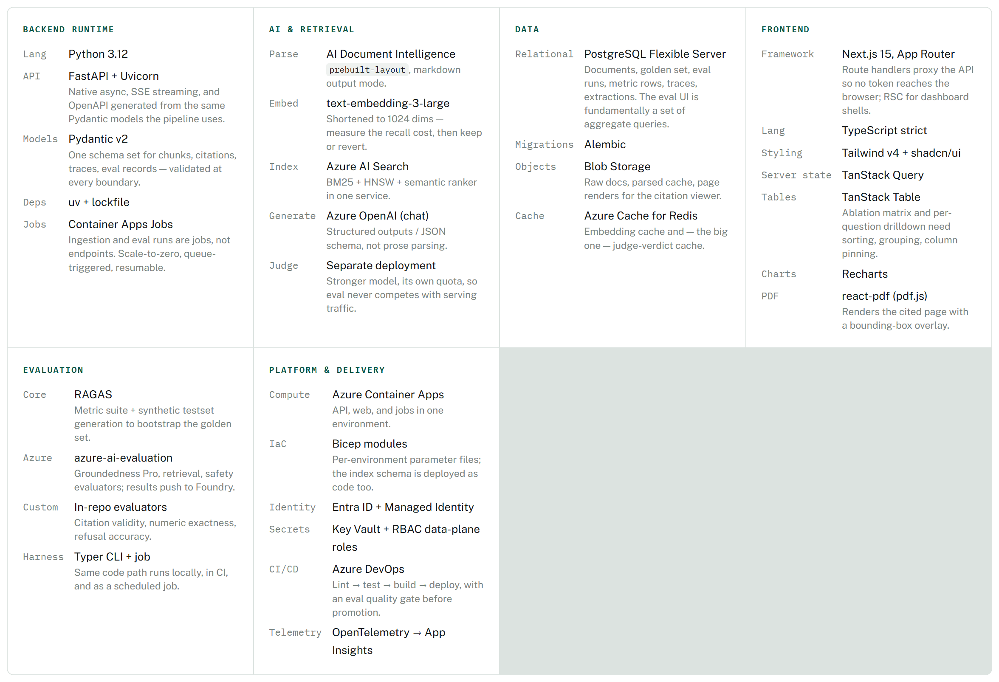 BACKEND RUNTIME
Lang Python 3.12
API FastAPI + Uvicorn
Native async, SSE streaming, and
OpenAPI generated from the same
Pydantic models the pipeline uses.
Models Pydantic v2
One schema set for chunks, citations,
traces, eval records — validated at
every boundary.
Deps uv + lockfile
Jobs Container Apps Jobs
Ingestion and eval runs are jobs, not
endpoints. Scale-to-zero, queue-
triggered, resumable.
AI & RETRIEVAL
Parse AI Document Intelligence
prebuilt-layout, markdown
output mode.
Embed text-embedding-3-large
Shortened to 1024 dims —
measure the recall cost, then keep
or revert.
Index Azure AI Search
BM25 + HNSW + semantic ranker
in one service.
Generate Azure OpenAI (chat)
Structured outputs / JSON
schema, not prose parsing.
Judge Separate deployment
Stronger model, its own quota, so
eval never competes with serving
traffic.
DATA
Relational PostgreSQL Flexible Server
Documents, golden set, eval
runs, metric rows, traces,
extractions. The eval UI is
fundamentally a set of
aggregate queries.
Migrations Alembic
Objects Blob Storage
Raw docs, parsed cache, page
renders for the citation viewer.
Cache Azure Cache for Redis
Embedding cache and — the big
one — judge-verdict cache.
FRONTEND
Framework Next.js 15, App Router
Route handlers proxy the API
so no token reaches the
browser; RSC for dashboard
shells.
Lang TypeScript strict
Styling Tailwind v4 + shadcn/ui
Server state TanStack Query
Tables TanStack Table
Ablation matrix and per-
question drilldown need
sorting, grouping, column
pinning.
Charts Recharts
PDF react-pdf (pdf.js)
Renders the cited page with
a bounding-box overlay.
EVALUATION
Core RAGAS
Metric suite + synthetic testset
generation to bootstrap the golden
set.
Azure azure-ai-evaluation
Groundedness Pro, retrieval, safety
evaluators; results push to Foundry.
Custom In-repo evaluators
Citation validity, numeric exactness,
refusal accuracy.
Harness Typer CLI + job
Same code path runs locally, in CI,
and as a scheduled job.
PLATFORM & DELIVERY
Compute Azure Container Apps
API, web, and jobs in one
environment.
IaC Bicep modules
Per-environment parameter files;
the index schema is deployed as
code too.
Identity Entra ID + Managed Identity
Secrets Key Vault + RBAC data-plane
roles
CI/CD Azure DevOps
Lint → test → build → deploy, with
an eval quality gate before
promotion.
Telemetry OpenTelemetry → App
Insights